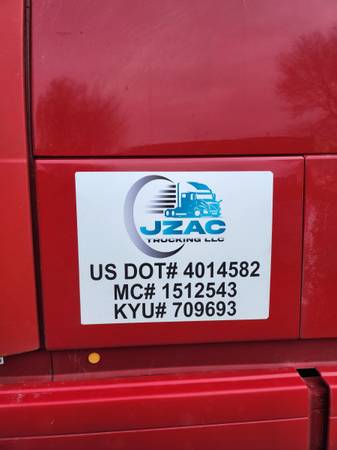 JZAC
TRUCKING LLC
US DOT# 4014582
MC# 1512543
KYU# 709693